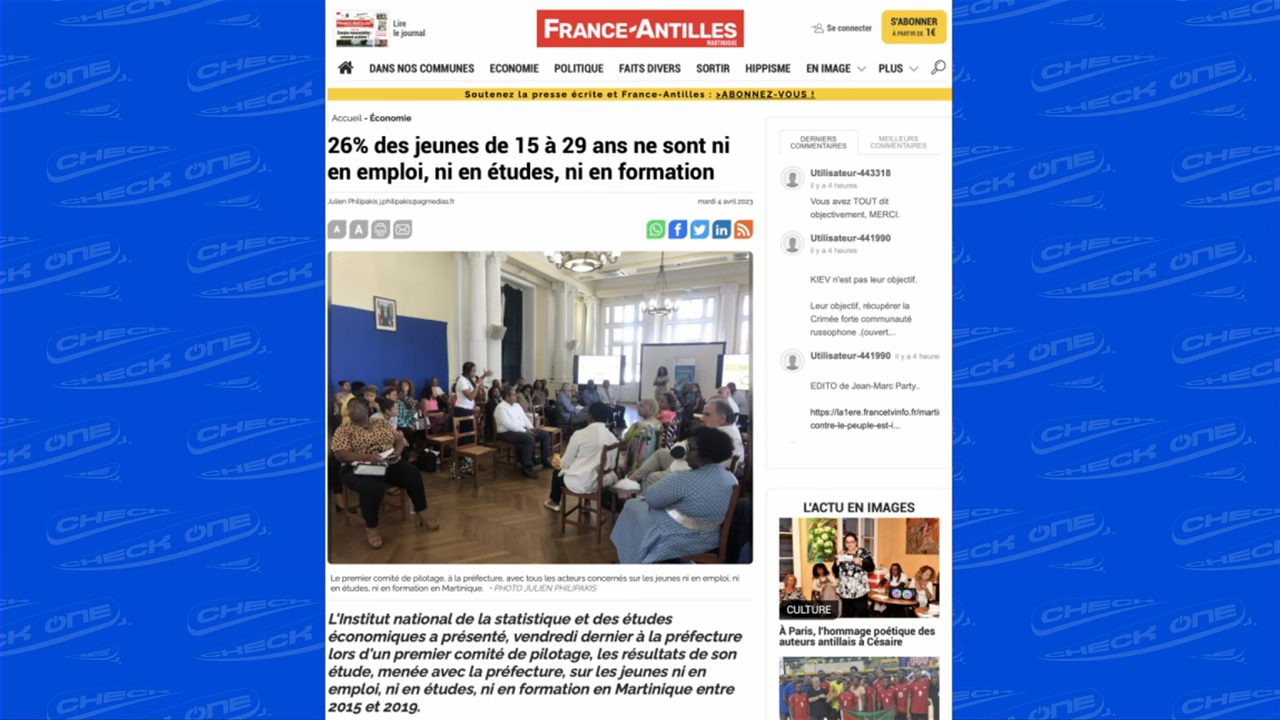 CHECK ONE
Lire
le journal
FRANCE-ANTILLES
MARTINIQUE
Se connecter
S'ABONNER
À PARTIR DE 1€
DANS NOS COMMUNES ECONOMIE POLITIQUE FAITS DIVERS SORTIR HIPPISME EN IMAGE PLUS
Soutenez la presse écrite et France-Antilles : >ABONNEZ-VOUS !
Accueil - Économie
26% des jeunes de 15 à 29 ans ne sont ni
en emploi, ni en études, ni en formation
Julien Philipakis j.philipakis@agmedias.fr
mardi 4 avril 2023
A A
Le premier comité de pilotage, à la préfecture, avec tous les acteurs concernés sur les jeunes ni en emploi, ni
en études, ni en formation en Martinique. • PHOTO JULIEN PHILIPAKIS
L'Institut national de la statistique et des études
économiques a présenté, vendredi dernier à la préfecture
lors d'un premier comité de pilotage, les résultats de son
étude, menée avec la préfecture, sur les jeunes ni en
emploi, ni en études, ni en formation en Martinique entre
2015 et 2019.
DERNIERS
COMMENTAIRES
MEILLEURS
COMMENTAIRES
Utilisateur-443318
il y a 4 heures
Vous avez TOUT dit
objectivement, MERCI.
Utilisateur-441990
il y a 4 heures
KIEV n'est pas leur objectif.
Leur objectif, récupérer la
Crimée forte communauté
russophone .(ouvert...
Utilisateur-441990 il y a 4 heures
EDITO de Jean-Marc Party..
https://la1ere.francetvinfo.fr/marti
contre-le-peuple-est-i...
L'ACTU EN IMAGES
CULTURE
À Paris, l'hommage poétique des
auteurs antillais à Césaire